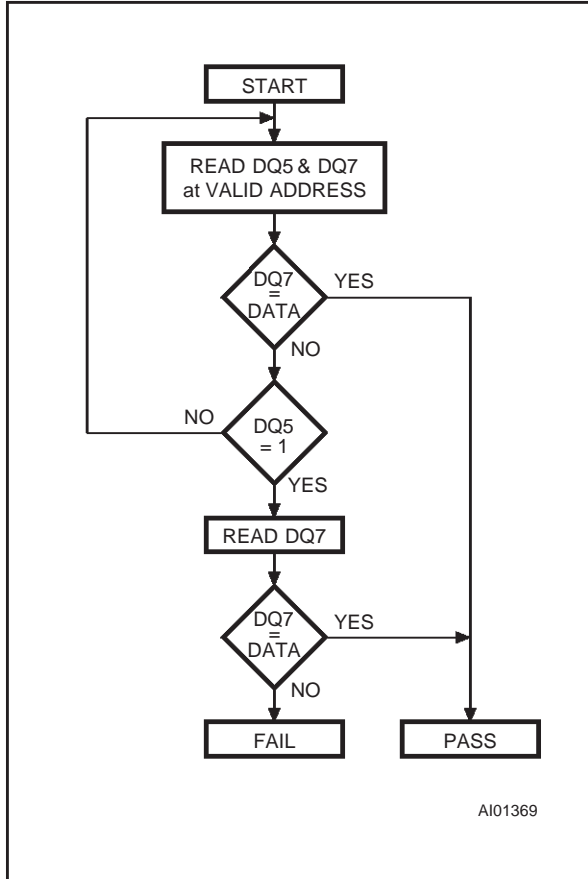 START
READ DQ5 & DQ7
at VALID ADDRESS
DQ7
=
DATA
YES
NO
NO
DQ5
= 1
YES
READ DQ7
DQ7
=
DATA
YES
NO
FAIL
PASS
AI01369